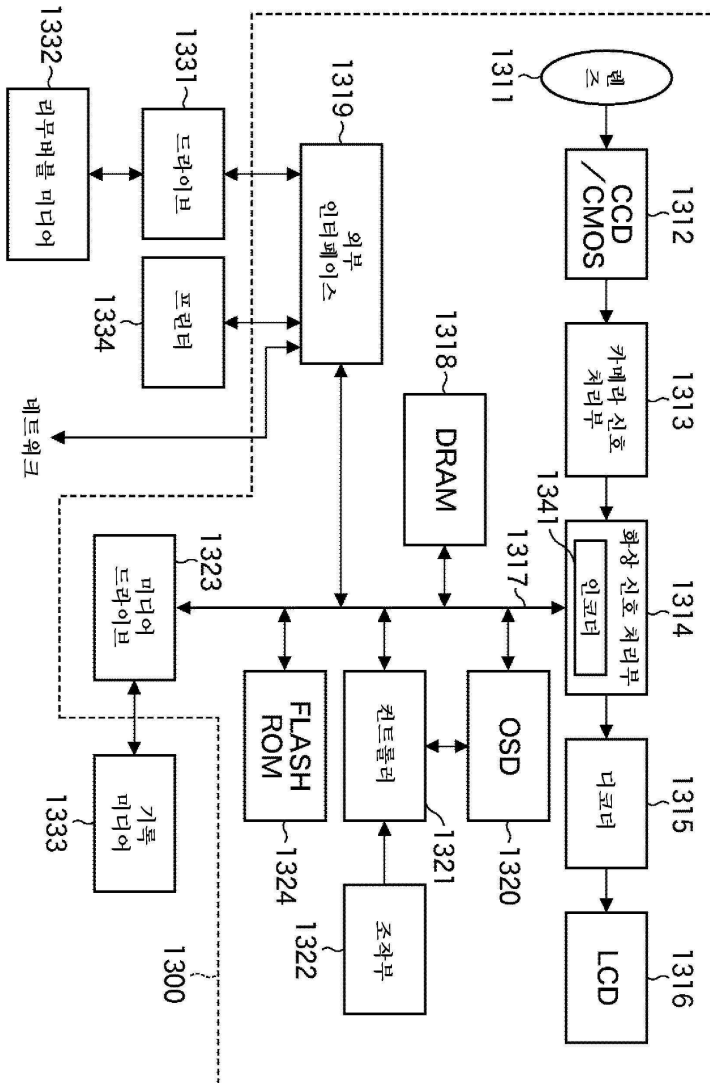 1312
1313
1314
1315
1316
렌
즈
CCD
/CMOS
카메라 신호
처리부
화상 신호 처리부
인코더
디코더
LCD
1311
1341
1317
1318
DRAM
OSD
1320
1319
외부
인터페이스
컨트롤러
1321
조작부
1322
FLASH
ROM
1324
1331
드라이브
1334
프린터
1323
미디어
드라이브
기록
미디어
1333
1300
1332
리무버블 미디어
네트워크